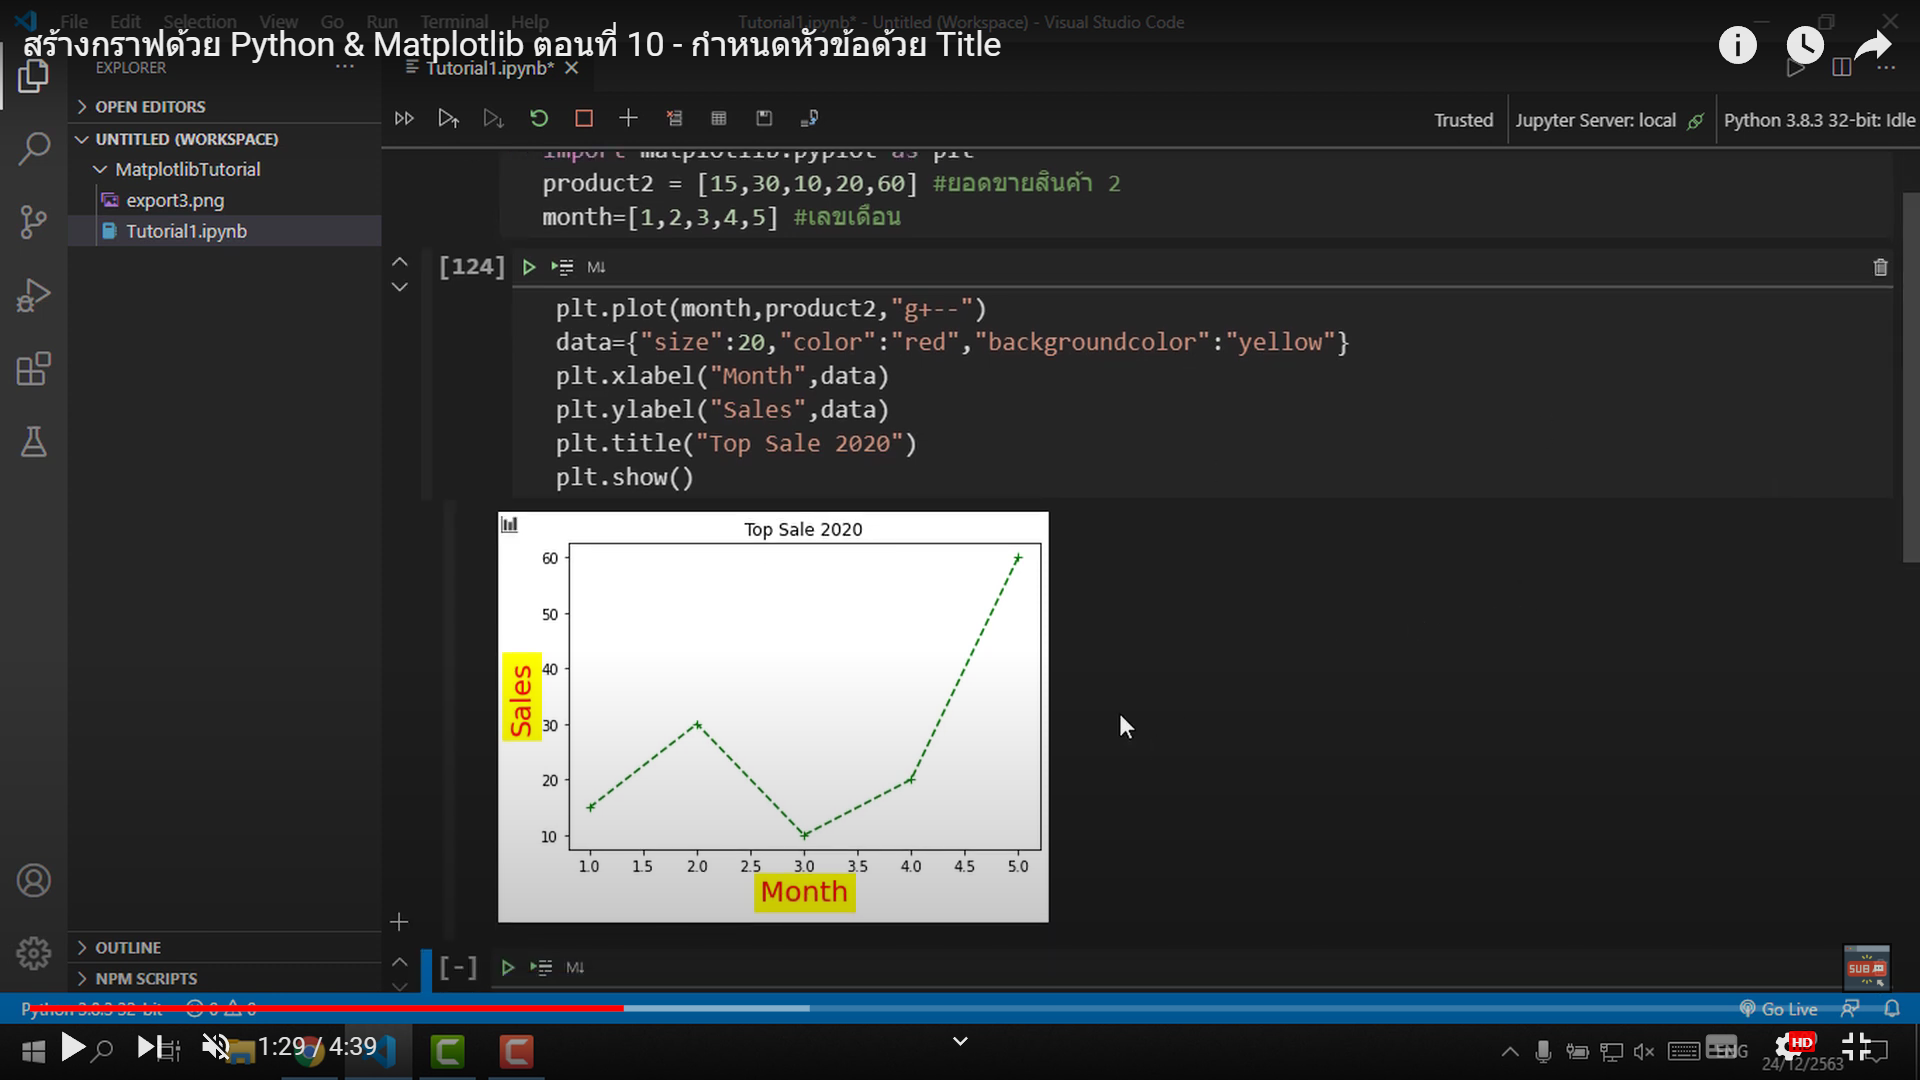 File Edit Selection View Go Run Terminal Help
Tutorial1.ipynb* - Untitled (Workspace) - Visual Studio Code
สร้างกราฟด้วย Python & Matplotlib ตอนที่ 10 - กำหนดหัวข้อด้วย Title
EXPLORER
Tutorial1.ipynb*
OPEN EDITORS
UNTITLED (WORKSPACE)
MatplotlibTutorial
export3.png
Tutorial1.ipynb
Trusted
Jupyter Server: local
Python 3.8.3 32-bit: Idle
import matplotlib.pyplot as plt
product2 = [15,30,10,20,60] #ยอดขายสินค้า 2
month=[1,2,3,4,5] #เลขเดือน
[124]
M↓
plt.plot(month,product2,"g+--")
data={"size":20,"color":"red","backgroundcolor":"yellow"}
plt.xlabel("Month",data)
plt.ylabel("Sales",data)
plt.title("Top Sale 2020")
plt.show()
Top Sale 2020
60
50
40
30
20
10
Sales
1.0 1.5 2.0 2.5 3.0 3.5 4.0 4.5 5.0
Month
[-]
M↓
OUTLINE
NPM SCRIPTS
SUB
Python 3.8.3 32-bit
0 0
Go Live
1:29 / 4:39
ENG
HD
24/12/2563